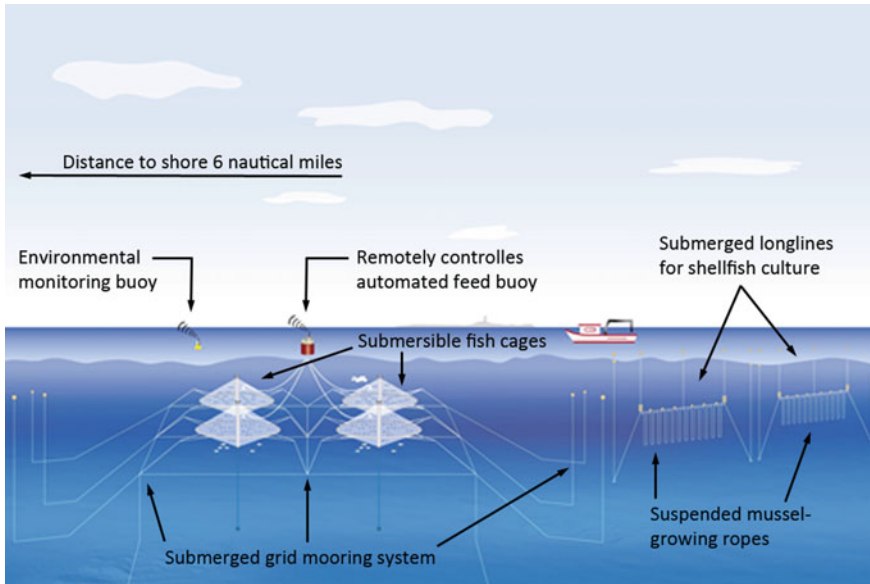 Distance to shore 6 nautical miles
Environmental
monitoring buoy
Remotely controlles
automated feed buoy
Submerged longlines
for shellfish culture
Submersible fish cages
Suspended mussel-
growing ropes
Submerged grid mooring system